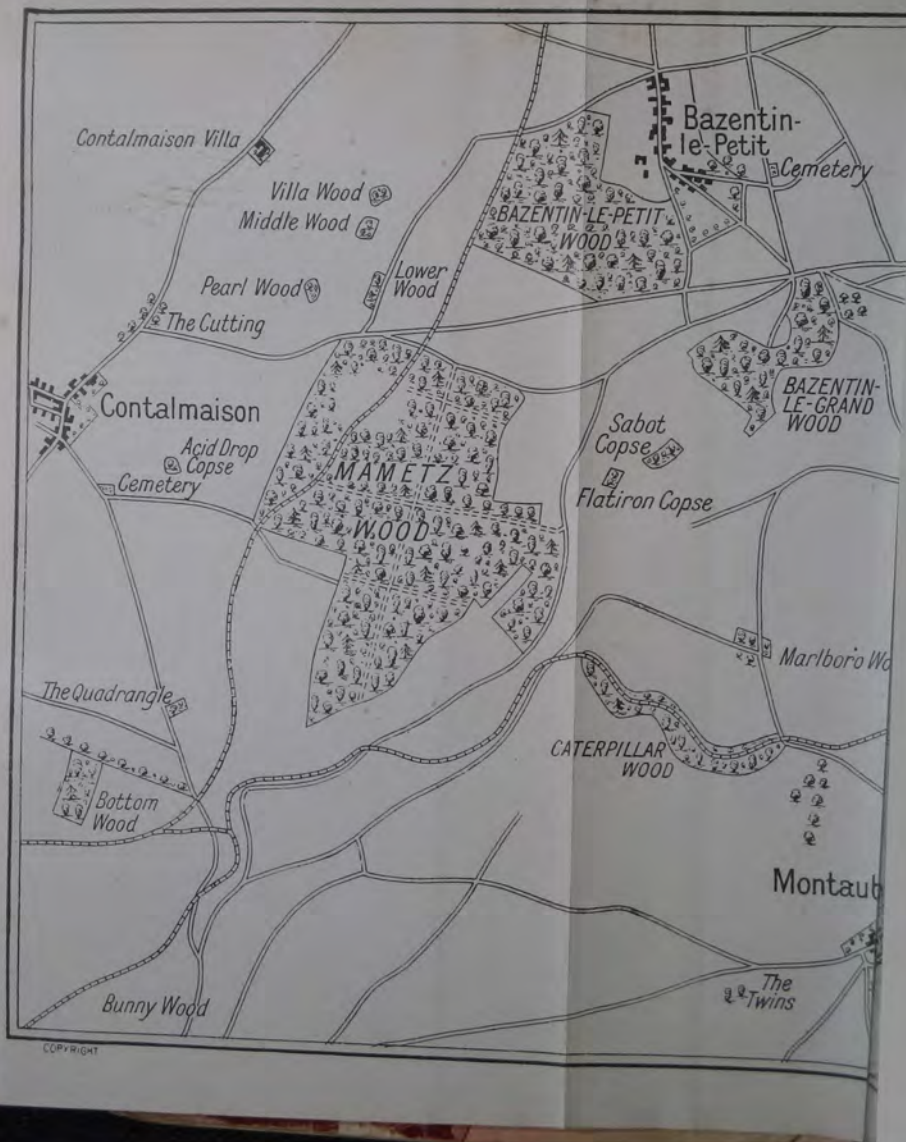 Contalmaison Villa
Villa Wood
Middle Wood
Pearl Wood
Lower
Wood
The Cutting
Contalmaison
Acid Drop
Copse
Cemetery
Bazentin-
le-Petit
Cemetery
BAZENTIN-LE-PETIT
WOOD
BAZENTIN-
LE-GRAND
WOOD
Sabot
Copse
Flatiron Copse
MAMETZ
WOOD
Marlboro Wo
The Quadrangle
CATERPILLAR
WOOD
Bottom
Wood
Montaub
Bunny Wood
The
Twins
COPYRIGHT